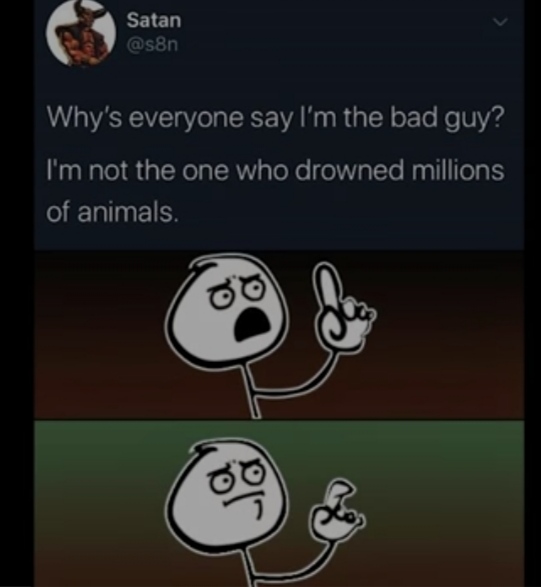 Satan
@s8n
Why's everyone say I'm the bad guy?
I'm not the one who drowned millions
of animals.